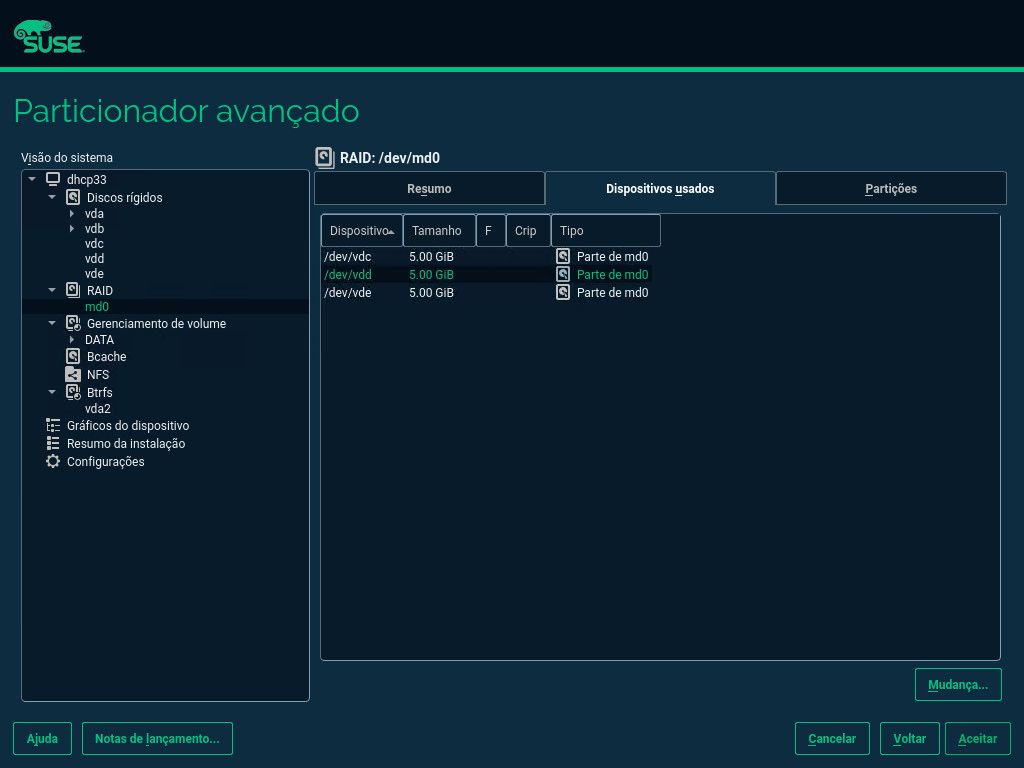 SUSE
Particionador avançado
Visão do sistema
dhcp33
Discos rígidos
vda
vdb
vdc
vdd
vde
RAID
md0
Gerenciamento de volume
DATA
Bcache
NFS
Btrfs
vda2
Gráficos do dispositivo
Resumo da instalação
Configurações
RAID: /dev/md0
Resumo Dispositivos usados Partições
Dispositivo Tamanho F Crip Tipo
/dev/vdc 5.00 GiB Parte de md0
/dev/vdd 5.00 GiB Parte de md0
/dev/vde 5.00 GiB Parte de md0
Mudança...
Ajuda Notas de lançamento... Cancelar Voltar Aceitar